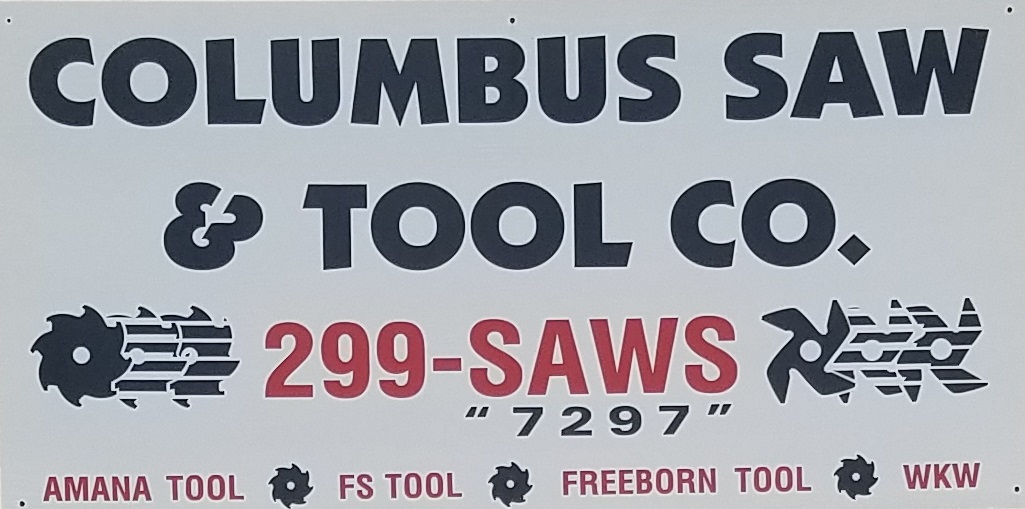 COLUMBUS SAW
& TOOL CO.
299-SAWS
"7297"
AMANA TOOL FS TOOL FREEBORN TOOL WKW